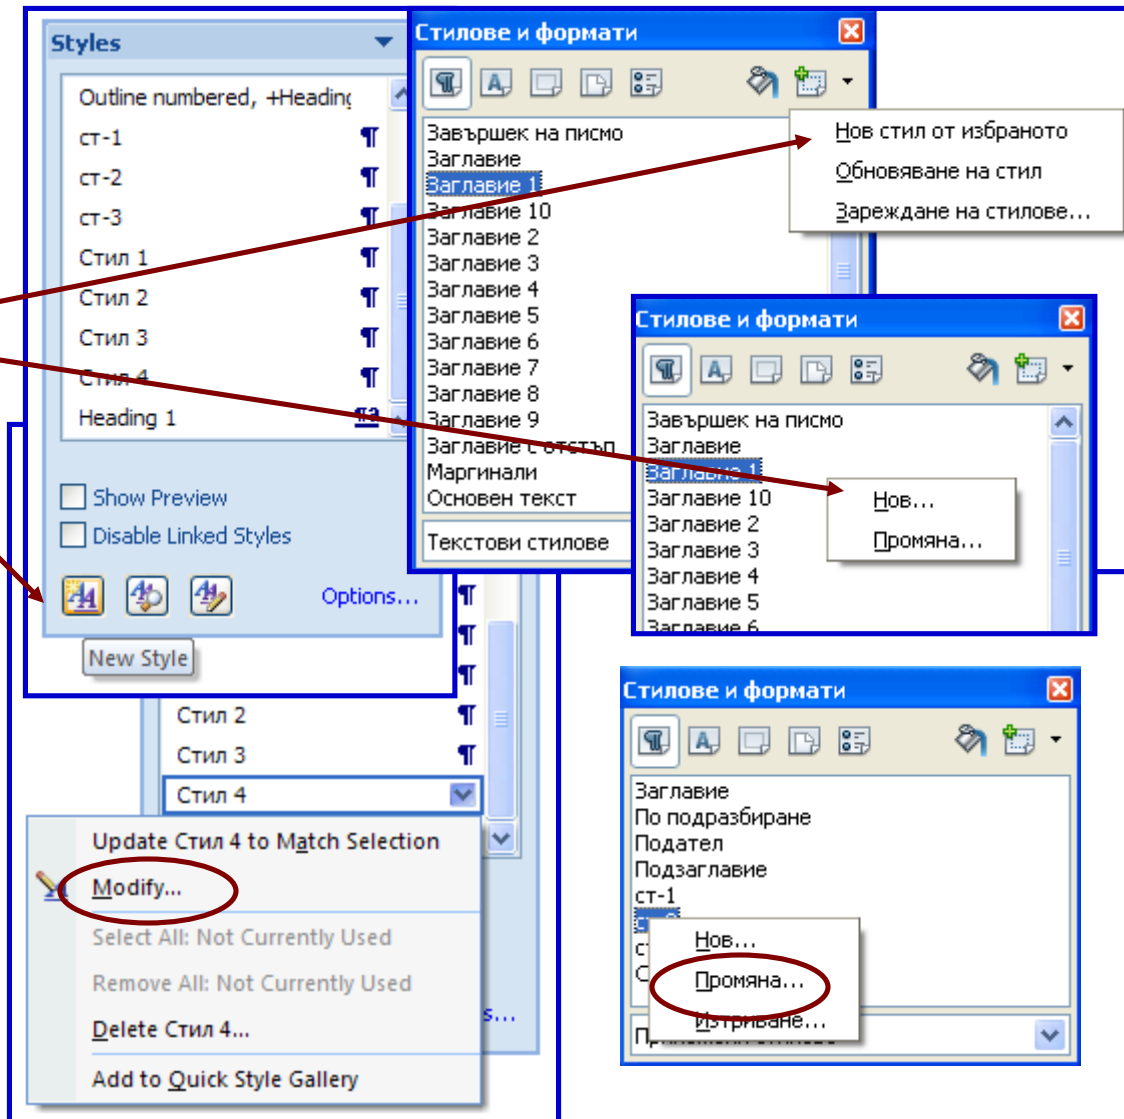 Styles
Outline numbered, +Heading
ст-1
ст-2
ст-3
Стил 1
Стил 2
Стил 3
Стил 4
Heading 1
Show Preview
Disable Linked Styles
Options...
New Style
Стилове и формати
Завършек на писмо
Заглавие
Заглавие 1
Заглавие 10
Заглавие 2
Заглавие 3
Заглавие 4
Заглавие 5
Заглавие 6
Заглавие 7
Заглавие 8
Заглавие 9
Заглавие с отстъп
Маргинали
Основен текст
Текстови стилове
Нов стил от избраното
Обновяване на стил
Зареждане на стилове...
Стилове и формати
Завършек на писмо
Заглавие
Заглавие 1
Заглавие 10
Заглавие 2
Заглавие 3
Заглавие 4
Заглавие 5
Заглавие 6
Нов...
Промяна...
Стил 2
Стил 3
Стил 4
Update Стил 4 to Match Selection
Modify...
Select All: Not Currently Used
Remove All: Not Currently Used
Delete Стил 4...
Add to Quick Style Gallery
Стилове и формати
Заглавие
По подразбиране
Подател
Подзаглавие
ст-1
Нов...
Промяна...
Изтриване...